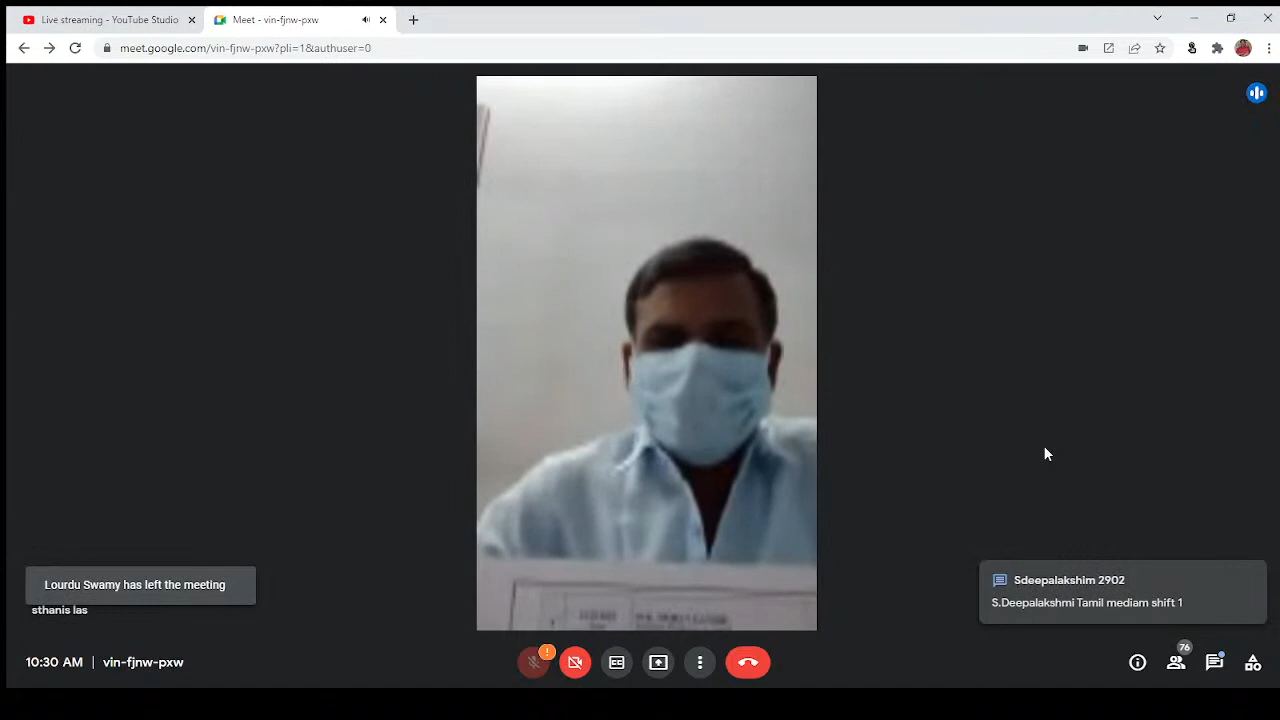 Live streaming - YouTube Studio
Meet - vin-fjnw-pxw
meet.google.com/vin-fjnw-pxw?pli=1&authuser=0
Lourdu Swamy has left the meeting
sthanis las
Sdeepalakshim 2902
S.Deepalakshmi Tamil mediam shift 1
10:30 AM | vin-fjnw-pxw
!
CC
76